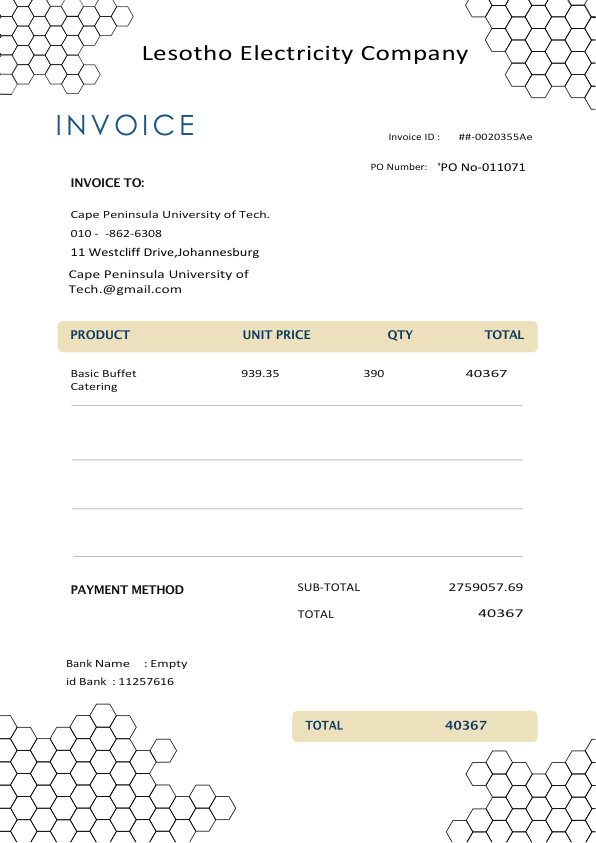 Lesotho Electricity Company
INVOICE
Invoice ID : ##-0020355Ae
PO Number: 'PO No-011071
INVOICE TO:
Cape Peninsula University of Tech.
010 - -862-6308
11 Westcliff Drive,Johannesburg
Cape Peninsula University of
Tech.@gmail.com
PRODUCT UNIT PRICE QTY TOTAL
Basic Buffet 939.35 390 40367
Catering
PAYMENT METHOD
SUB-TOTAL 2759057.69
TOTAL 40367
Bank Name : Empty
id Bank : 11257616
TOTAL 40367